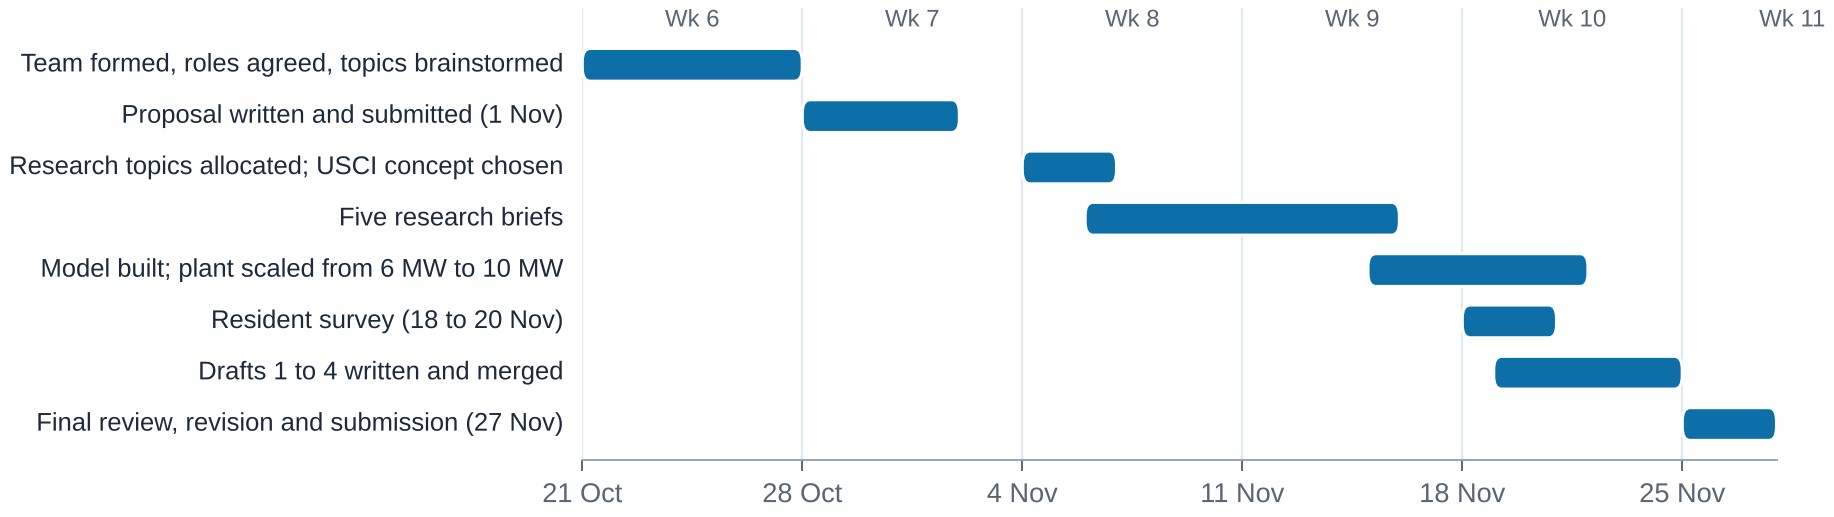 Wk 6 Wk 7 Wk 8 Wk 9 Wk 10 Wk 11
Team formed, roles agreed, topics brainstormed
Proposal written and submitted (1 Nov)
Research topics allocated; USCI concept chosen
Five research briefs
Model built; plant scaled from 6 MW to 10 MW
Resident survey (18 to 20 Nov)
Drafts 1 to 4 written and merged
Final review, revision and submission (27 Nov)
21 Oct 28 Oct 4 Nov 11 Nov 18 Nov 25 Nov